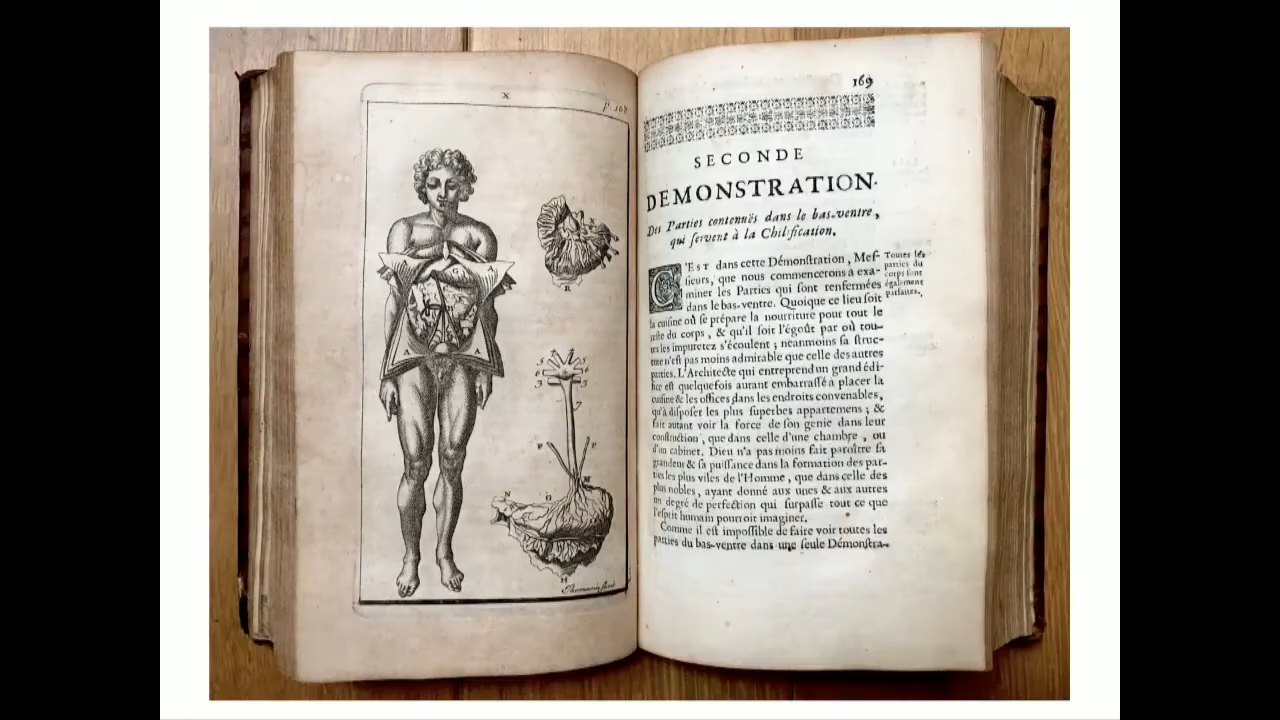 X
p. 168
A
A
R
5
5
6
6
3
3
7
P
P
N
G
M
H
169
SECONDE
DEMONSTRATION.
Des Parties contenuës dans le bas-ventre,
qui servent à la Chilification.
C'EST dans cette Démonstration, Mes-
sieurs, que nous commencerons à exa-
miner les Parties qui sont renfermées
dans le bas-ventre. Quoique ce lieu soit
la cuisine où se prépare la nourriture pour tout le
reste du corps, & qu'il soit l'égoût par où tou-
tes les impuretez s'écoulent; neanmoins sa struc-
ture n'est pas moins admirable que celle des autres
parties. L'Architecte qui entreprend un grand édi-
fice est quelquefois autant embarrassé à placer la
cuisine & les offices dans les endroits convenables,
qu'à disposer les plus superbes appartemens; &
fait autant voir la force de son genie dans leur
construction, que dans celle d'une chambre, ou
d'un cabinet. Dieu n'a pas moins fait paroître sa
grandeur & sa puissance dans la formation des par-
ties les plus viles de l'Homme, que dans celle des
plus nobles, ayant donné aux unes & aux autres
un degré de perfection qui surpasse tout ce que
l'esprit humain pourroit imaginer.
Comme il est impossible de faire voir toutes les
parties du bas-ventre dans une seule Démonstra-
Toutes les
parties du
corps sont
également
parfaites.